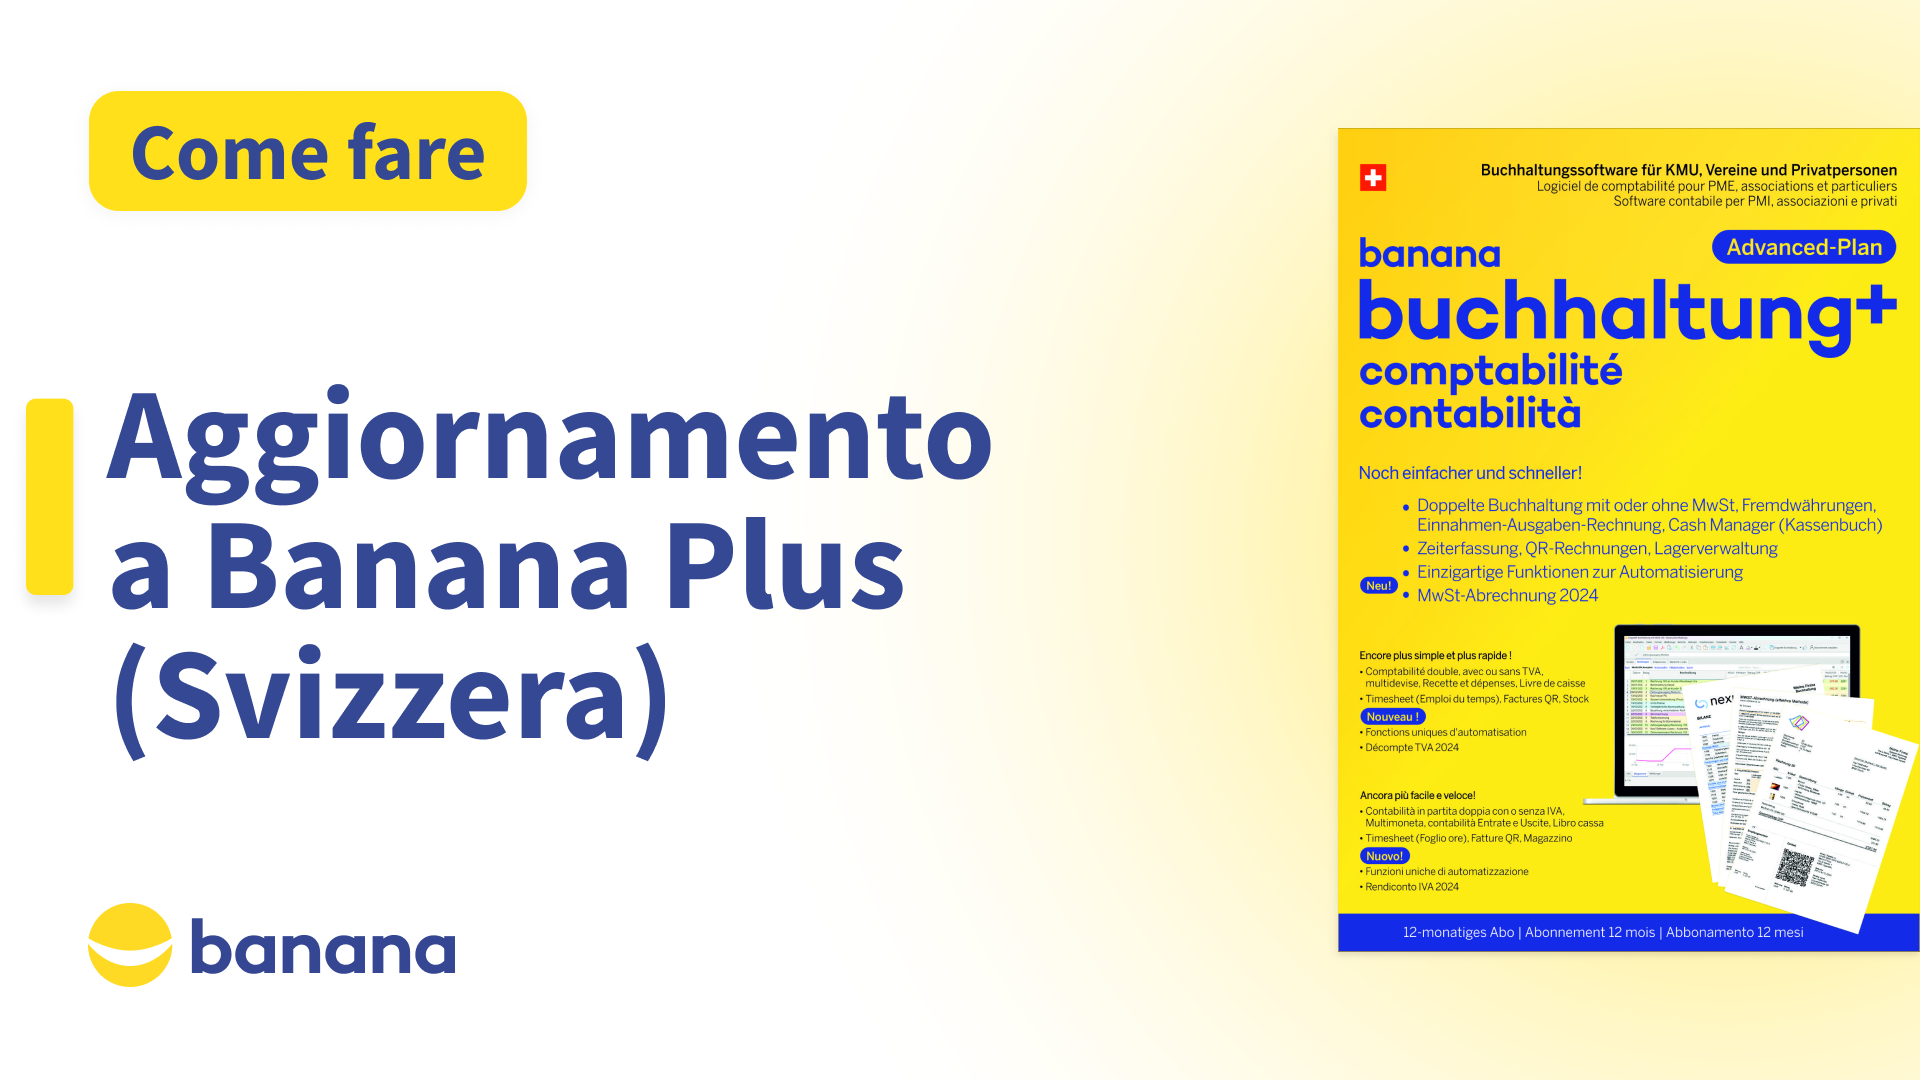 Come fare
Aggiornamento
a Banana Plus
(Svizzera)
banana
Buchhaltungssoftware für KMU, Vereine und Privatpersonen
Logiciel de comptabilité pour PME, associations et particuliers
Software contabile per PMI, associazioni e privati
banana
Advanced-Plan
buchhaltung+
comptabilité
contabilità
Noch einfacher und schneller!
• Doppelte Buchhaltung mit oder ohne MwSt, Fremdwährungen,
Einnahmen-Ausgaben-Rechnung, Cash Manager (Kassenbuch)
• Zeiterfassung, QR-Rechnungen, Lagerverwaltung
• Einzigartige Funktionen zur Automatisierung
Neu!
• MwSt-Abrechnung 2024
Encore plus simple et plus rapide !
• Comptabilité double, avec ou sans TVA,
multidevise, Recette et dépenses, Livre de caisse
• Timesheet (Emploi du temps), Factures QR, Stock
Nouveau !
• Fonctions uniques d'automatisation
• Décompte TVA 2024
Ancora più facile e veloce!
• Contabilità in partita doppia con o senza IVA,
Multimoneta, contabilità Entrate e Uscite, Libro cassa
• Timesheet (Foglio ore), Fatture QR, Magazzino
Nuovo!
• Funzioni uniche di automatizzazione
• Rendiconto IVA 2024
BILANZ
12-monatiges Abo | Abonnement 12 mois | Abbonamento 12 mesi